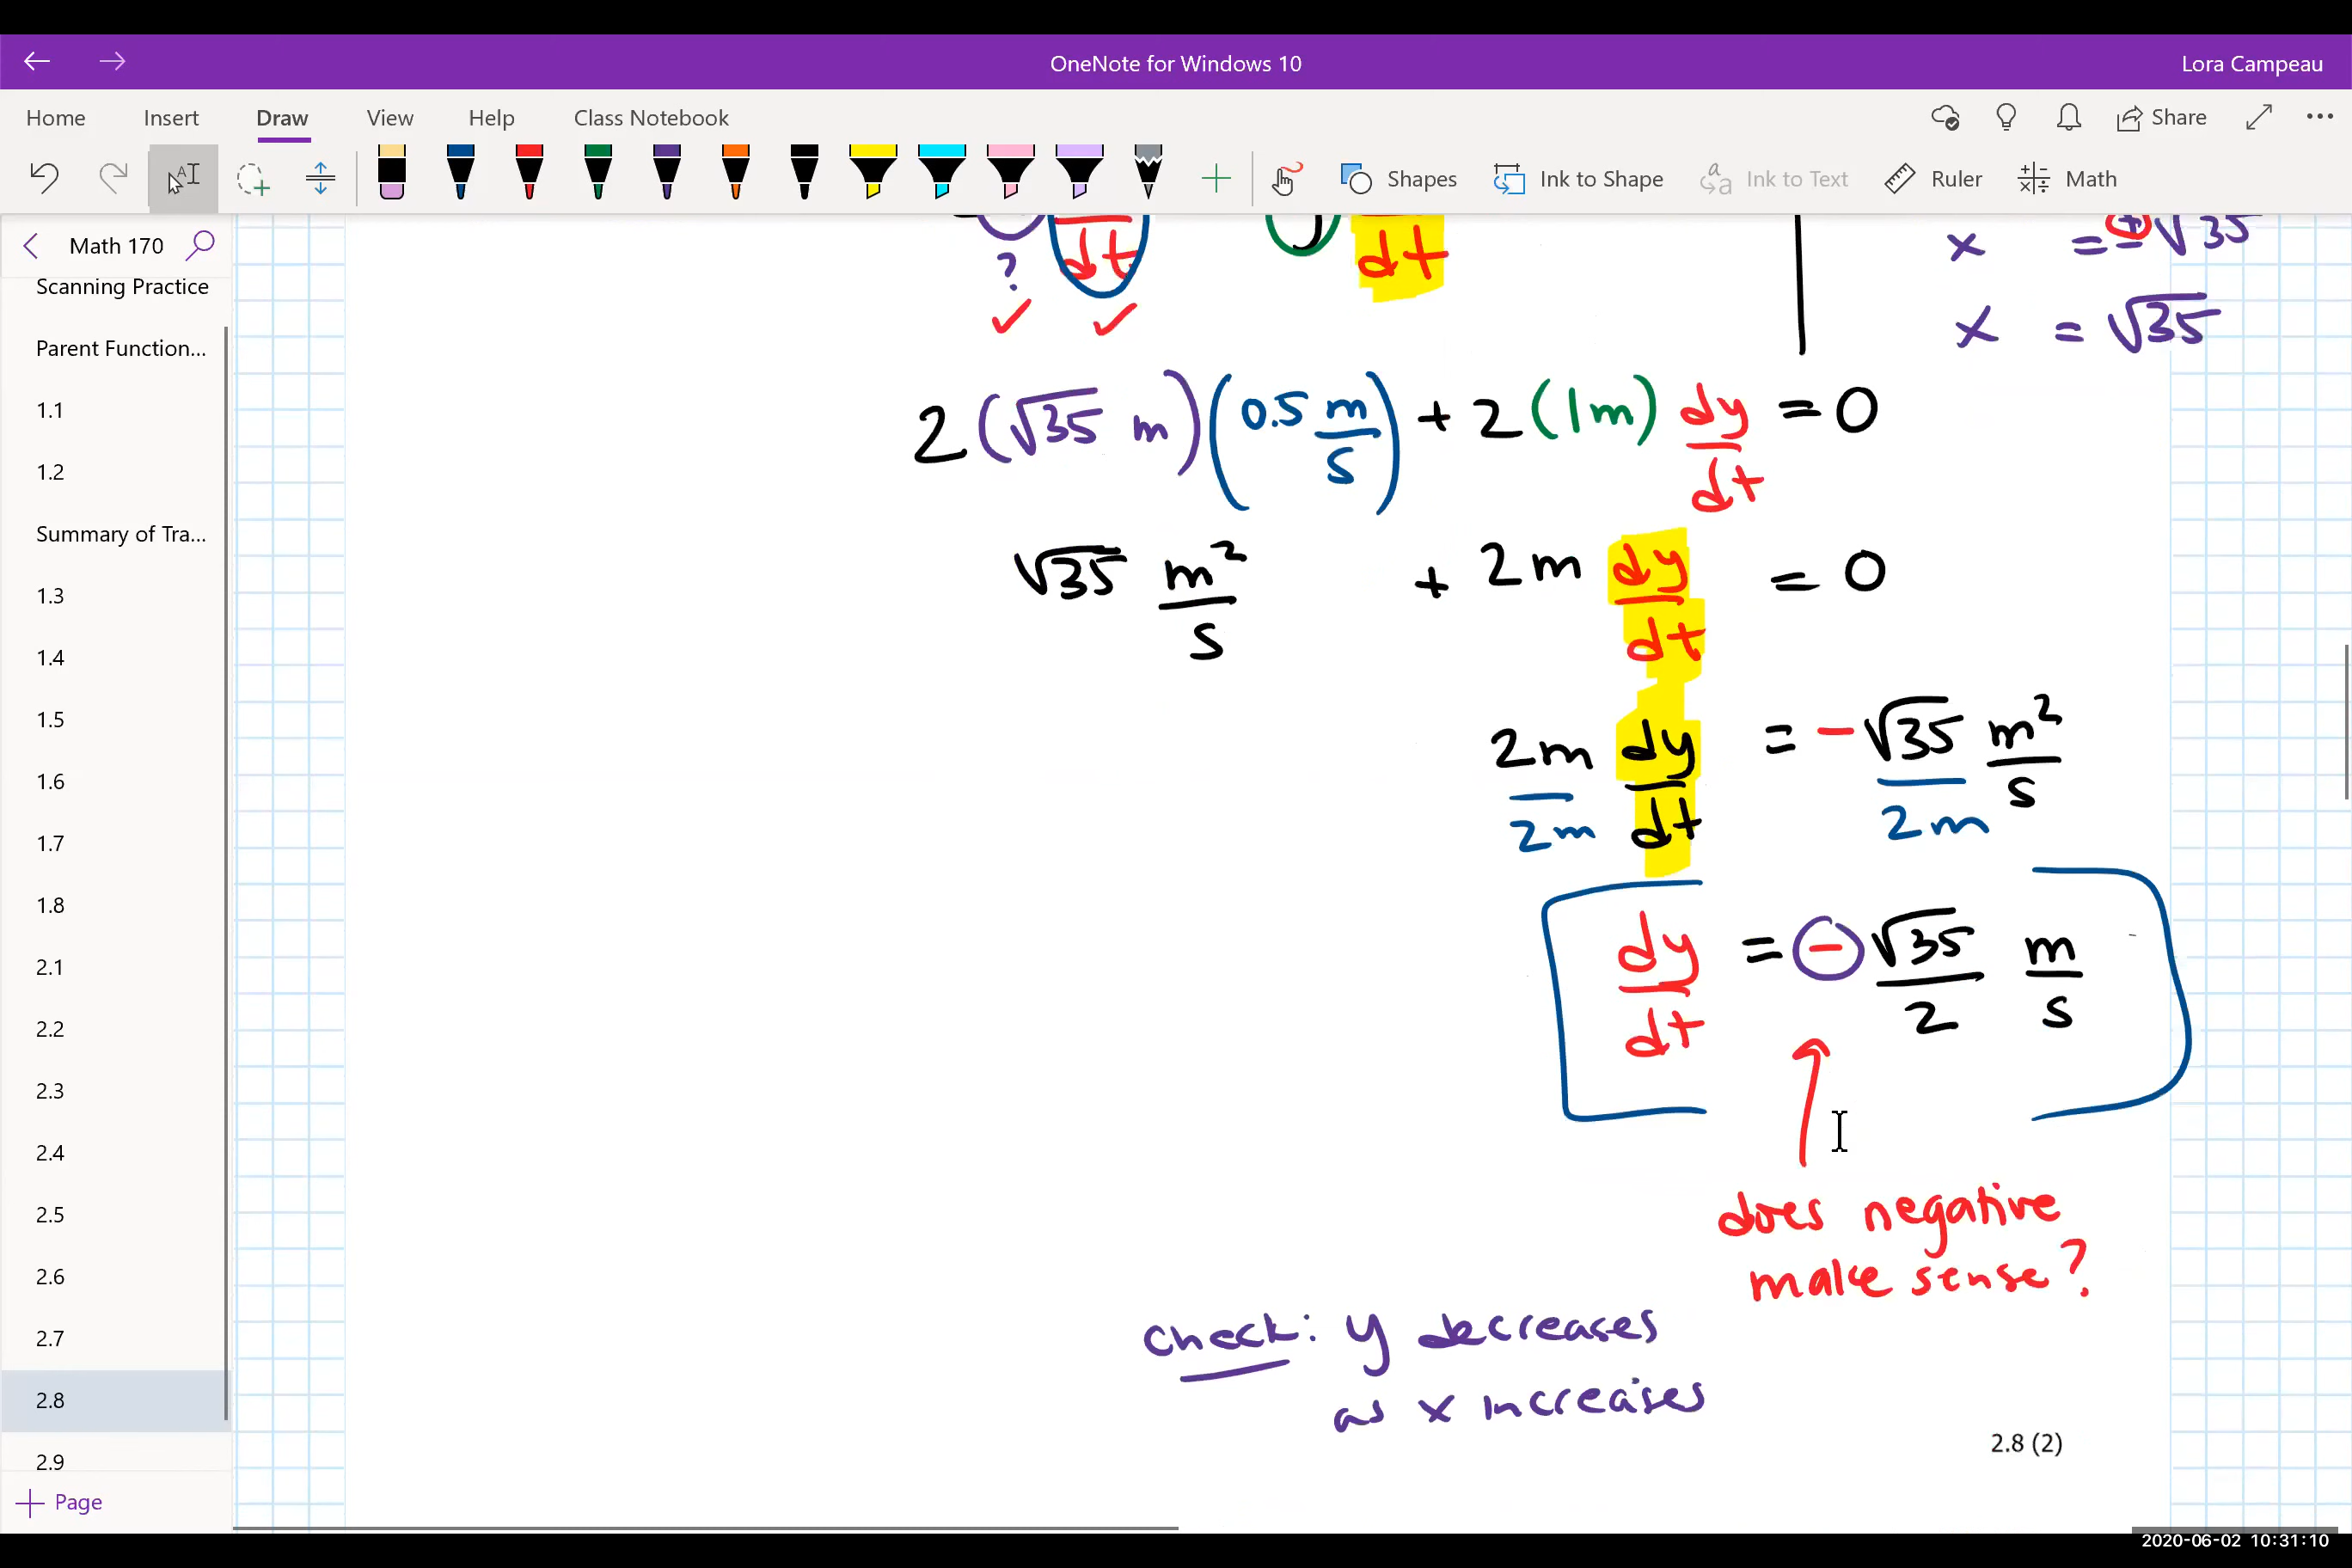 OneNote for Windows 10
Lora Campeau
Home Insert Draw View Help Class Notebook
Share
Shapes Ink to Shape Ink to Text Ruler Math
Math 170
Scanning Practice
Parent Function...
1.1
1.2
Summary of Tra...
1.3
1.4
1.5
1.6
1.7
1.8
2.1
2.2
2.3
2.4
2.5
2.6
2.7
2.8
2.9
Page
? dt dt
x = ±√35
x = √35
2 (√35 m) (0.5 m/s) + 2 (1m) dy/dt = 0
√35 m²/s + 2m dy/dt = 0
2m/2m dy/dt = -√35/2m m²/s
dy/dt = -√35/2 m/s
does negative
make sense?
check: y decreases
as x increases
2.8 (2)
2020-06-02 10:31:10